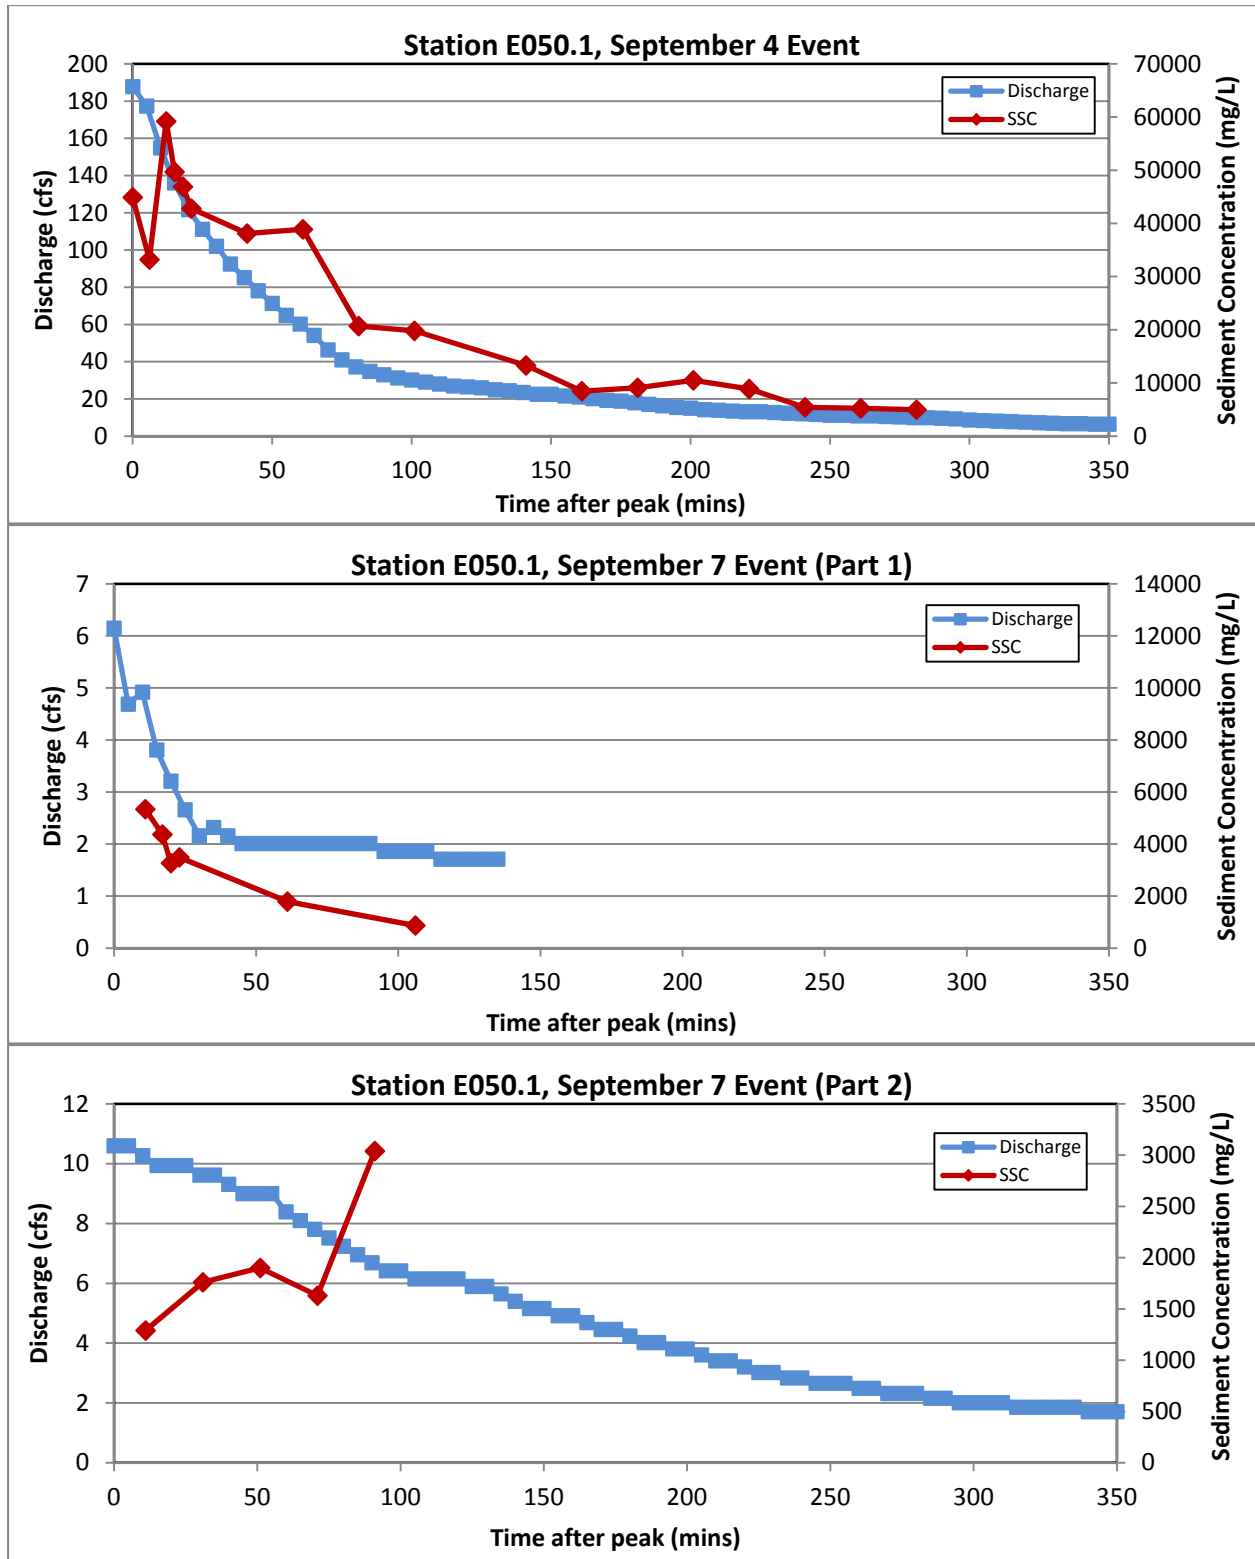 Station E050.1, September 4 Event
Discharge (cfs)
200
180
160
140
120
100
80
60
40
20
0
Discharge
SSC
70000
60000
50000
40000
30000
20000
10000
0
Sediment Concentration (mg/L)
0 50 100 150 200 250 300 350
Time after peak (mins)
Station E050.1, September 7 Event (Part 1)
Discharge (cfs)
7
6
5
4
3
2
1
0
Discharge
SSC
14000
12000
10000
8000
6000
4000
2000
0
Sediment Concentration (mg/L)
0 50 100 150 200 250 300 350
Time after peak (mins)
Station E050.1, September 7 Event (Part 2)
Discharge (cfs)
12
10
8
6
4
2
0
Discharge
SSC
3500
3000
2500
2000
1500
1000
500
0
Sediment Concentration (mg/L)
0 50 100 150 200 250 300 350
Time after peak (mins)